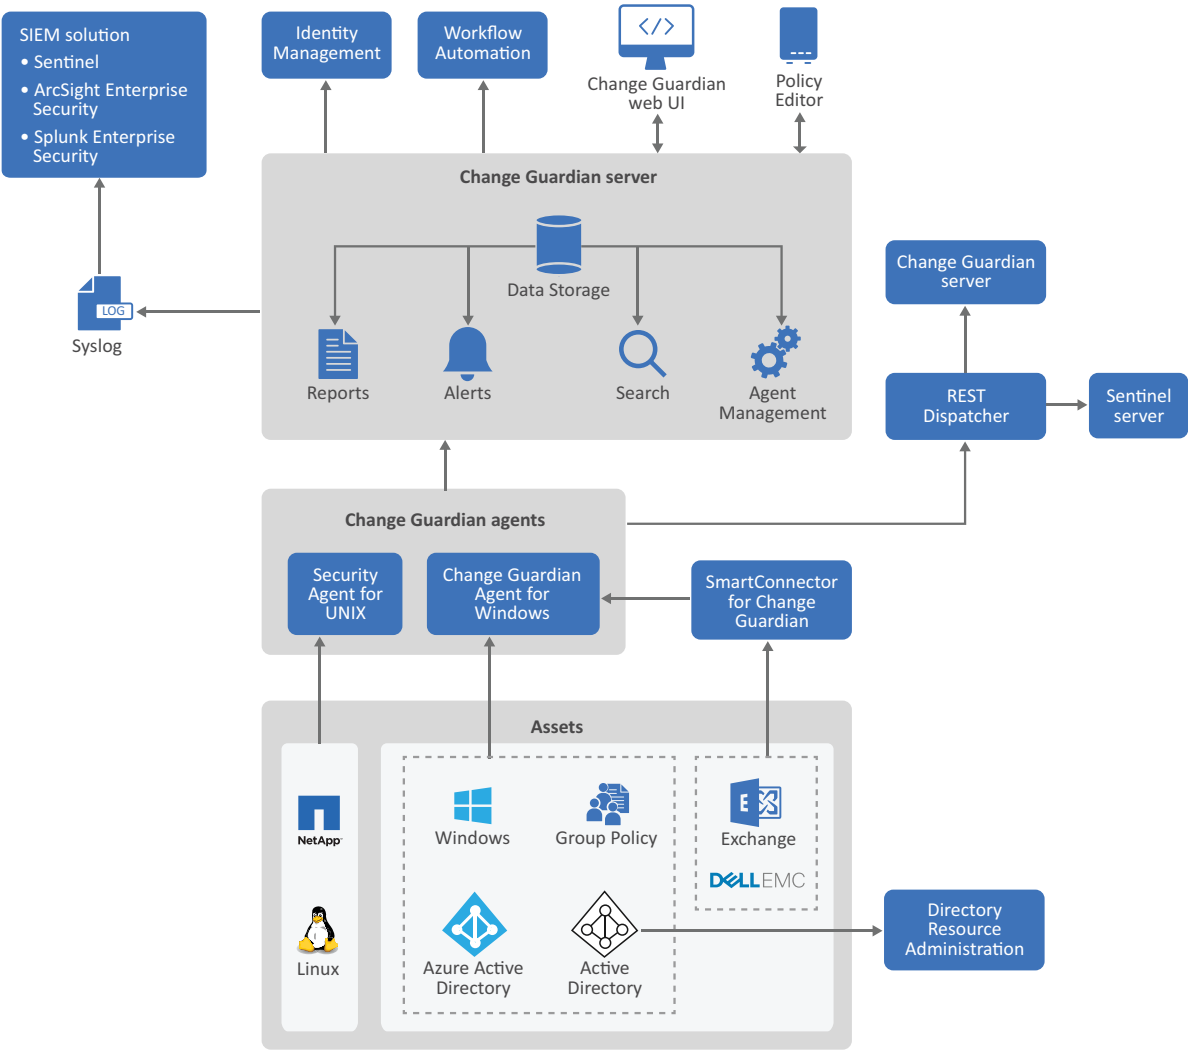 SIEM solution
• Sentinel
• ArcSight Enterprise
Security
• Splunk Enterprise
Security
Identity
Management
Workflow
Automation
</>
Change Guardian
web UI
Policy
Editor
Change Guardian server
Data Storage
LOG
Syslog
Reports
Alerts
Search
Agent
Management
Change Guardian
server
REST
Dispatcher
Sentinel
server
Change Guardian agents
Security
Agent for
UNIX
Change Guardian
Agent for
Windows
SmartConnector
for Change
Guardian
Assets
NetApp
Linux
Windows
Group Policy
Azure Active
Directory
Active
Directory
E
Exchange
DELLEMC
Directory
Resource
Administration